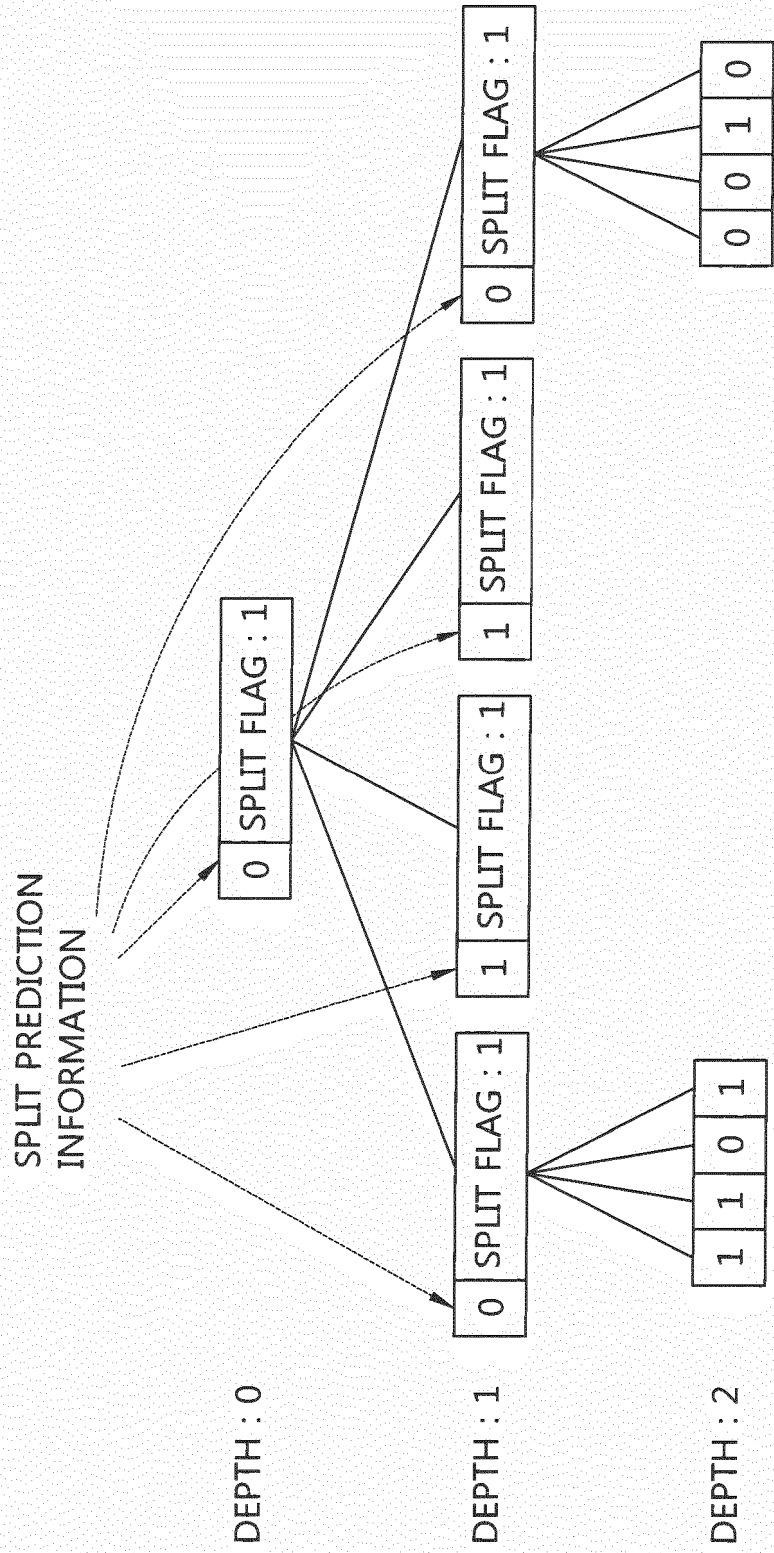 SPLIT PREDICTION
INFORMATION
DEPTH : 0
0 SPLIT FLAG : 1
DEPTH : 1
0 SPLIT FLAG : 1
1 SPLIT FLAG : 1
1 SPLIT FLAG : 1
0 SPLIT FLAG : 1
DEPTH : 2
1 1 0 1
0 0 1 0